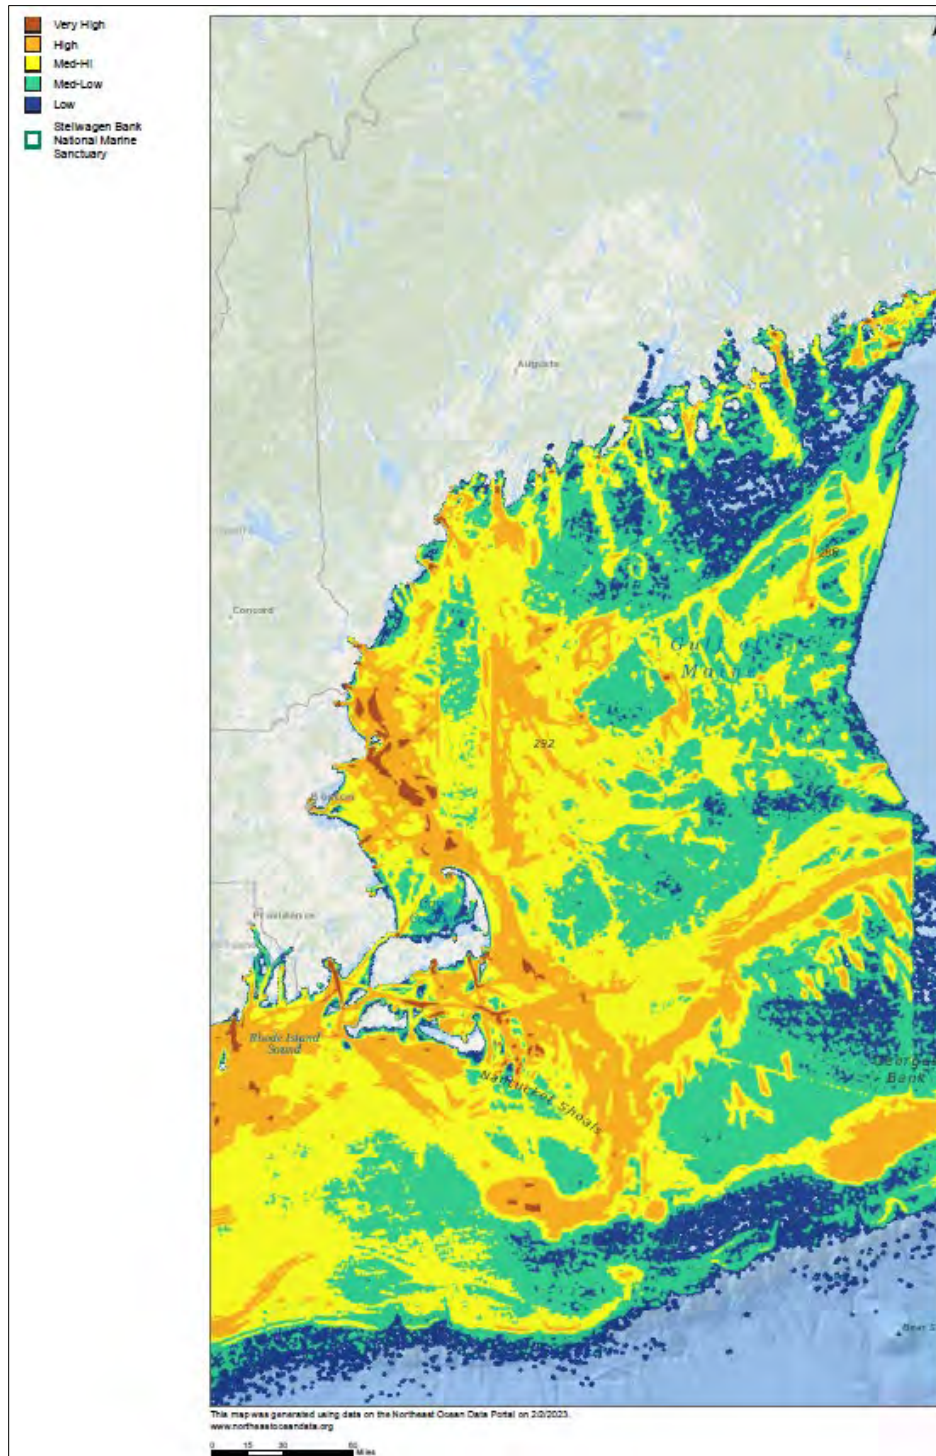 Very High
High
Med-Hi
Med-Low
Low
Stellwagen Bank
National Marine
Sanctuary
Augusta
Concord
Gulf of
Maine
292
Boston
Providence
Rhode Island
Sound
Nantucket Shoals
Georges
Bank
Bear S
This map was generated using data on the Northeast Ocean Data Portal on 2/2/2023.
www.northeastoceandata.org
0 15 30 60
Miles